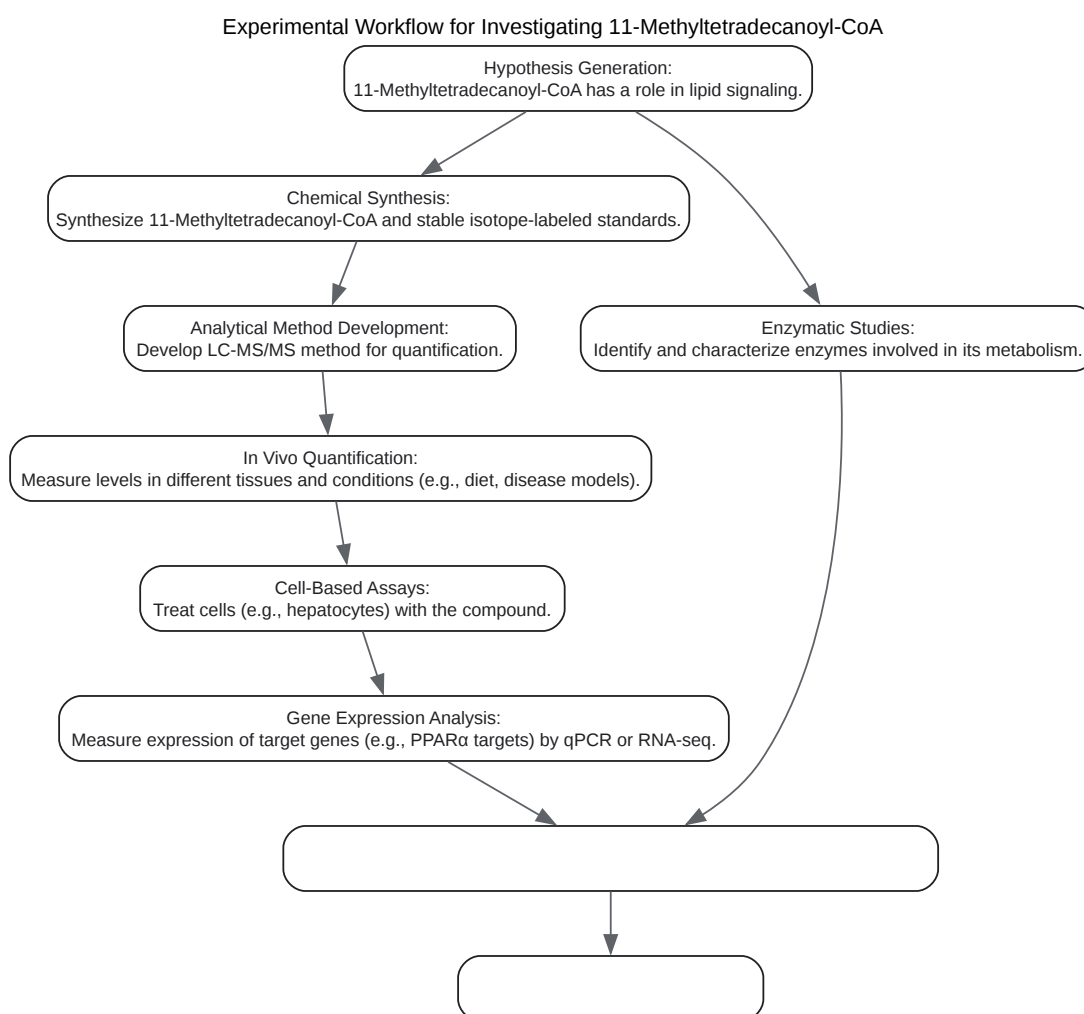 Experimental Workflow for Investigating 11-Methyltetradecanoyl-CoA
Hypothesis Generation:
11-Methyltetradecanoyl-CoA has a role in lipid signaling.
Chemical Synthesis:
Synthesize 11-Methyltetradecanoyl-CoA and stable isotope-labeled standards.
Analytical Method Development:
Develop LC-MS/MS method for quantification.
Enzymatic Studies:
Identify and characterize enzymes involved in its metabolism.
In Vivo Quantification:
Measure levels in different tissues and conditions (e.g., diet, disease models).
Cell-Based Assays:
Treat cells (e.g., hepatocytes) with the compound.
Gene Expression Analysis:
Measure expression of target genes (e.g., PPARα targets) by qPCR or RNA-seq.